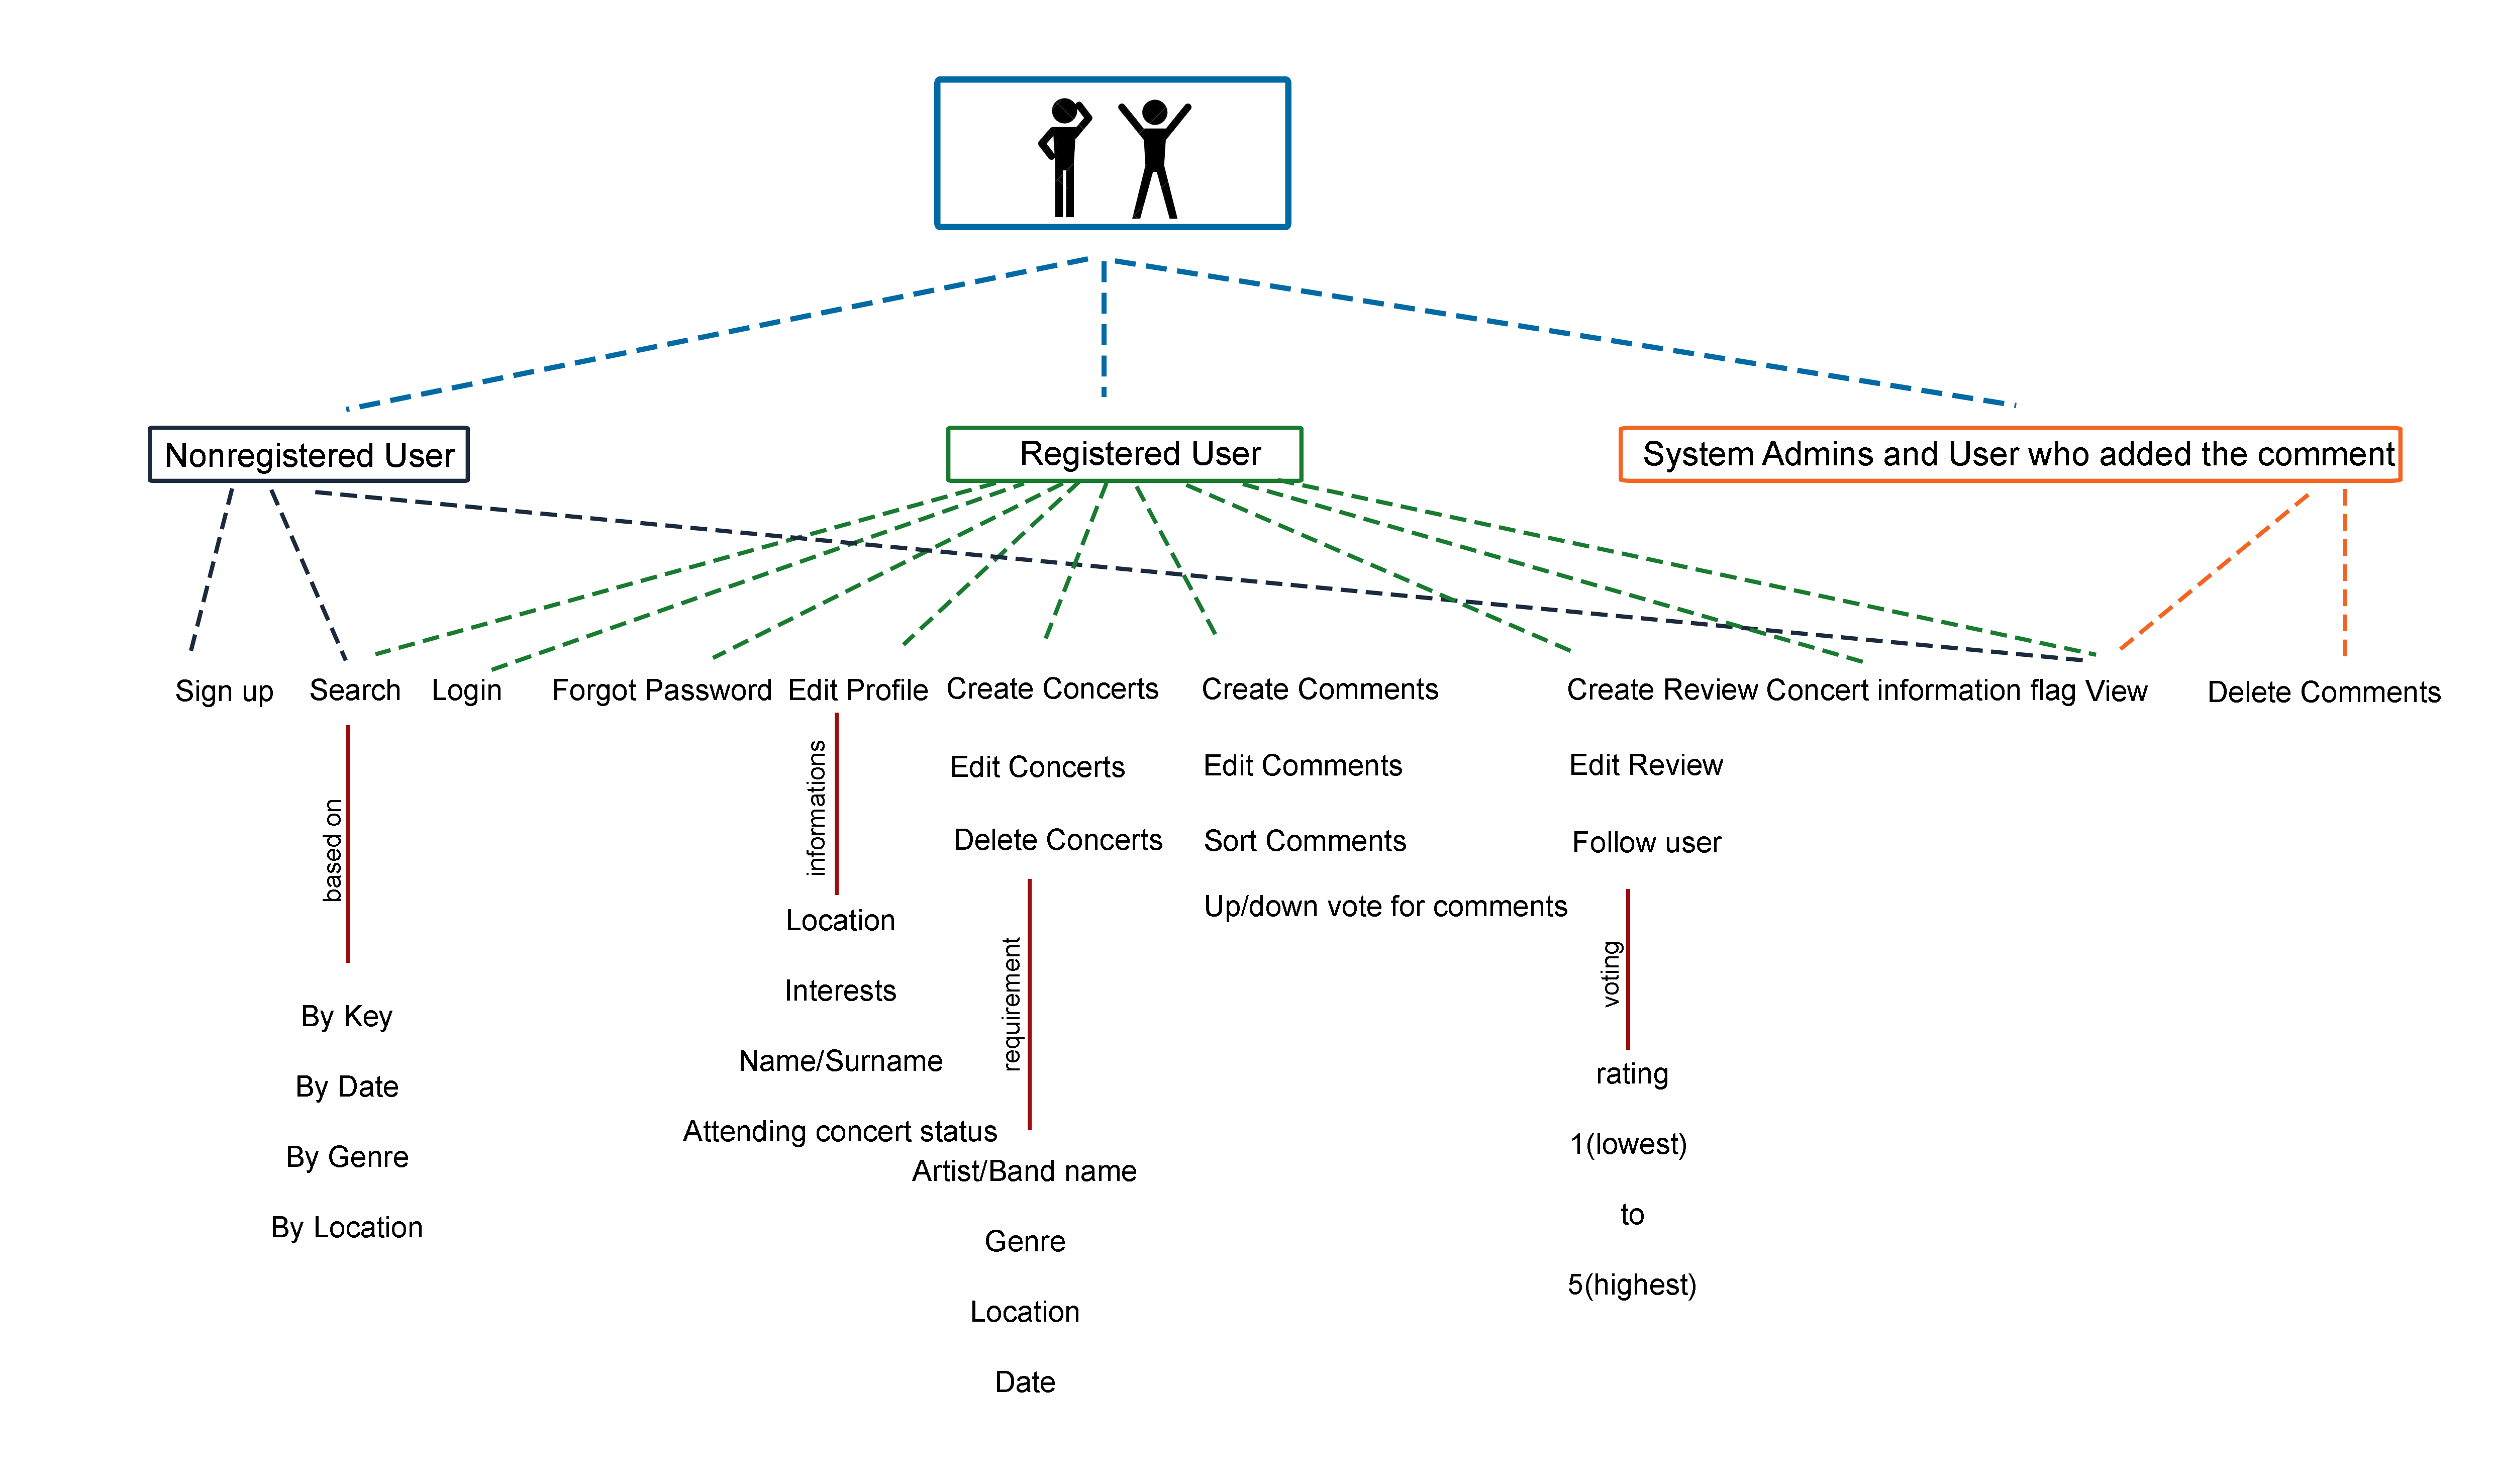 Nonregistered User
Registered User
System Admins and User who added the comment
Sign up
Search
Login
Forgot Password
Edit Profile
Create Concerts
Create Comments
Create Review
Concert information flag
View
Delete Comments
based on
By Key
By Date
By Genre
By Location
informations
Location
Interests
Name/Surname
Attending concert status
Edit Concerts
Delete Concerts
requirement
Artist/Band name
Genre
Location
Date
Edit Comments
Sort Comments
Up/down vote for comments
Edit Review
Follow user
voting
rating
1(lowest)
to
5(highest)